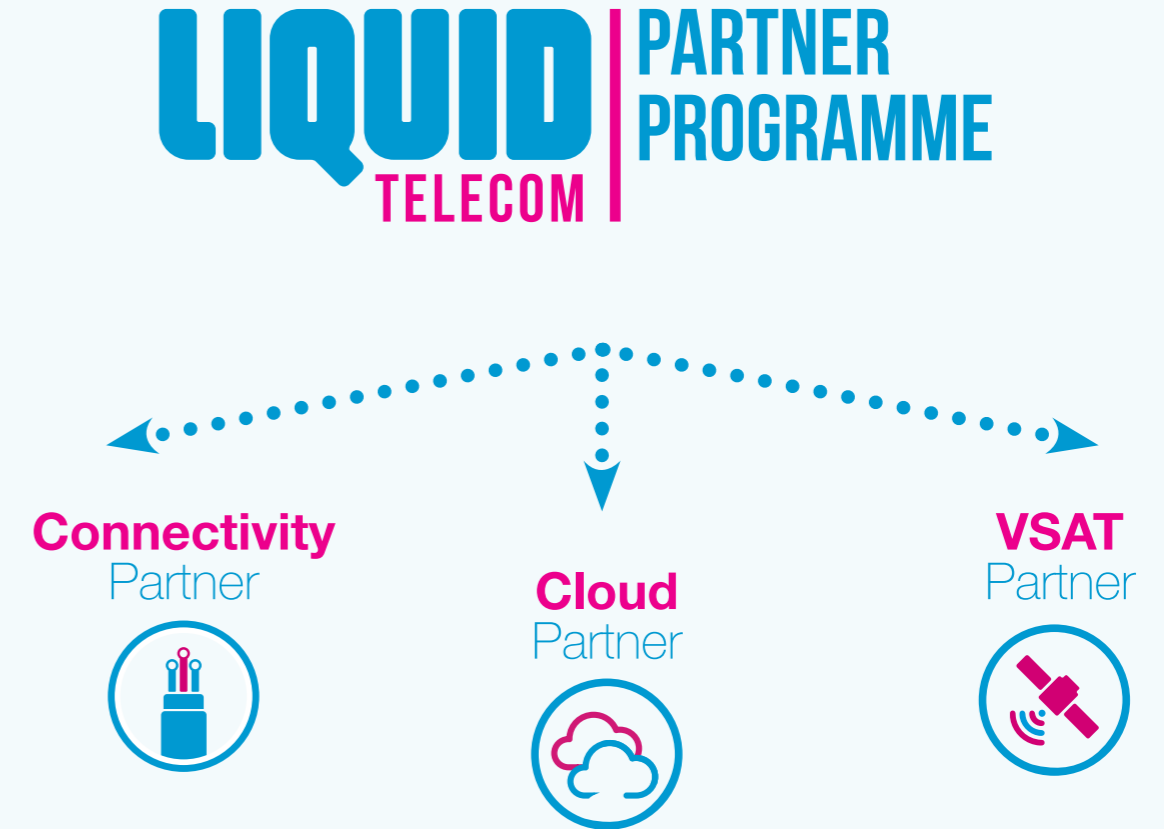 LIQUID
TELECOM
PARTNER
PROGRAMME
Connectivity
Partner
Cloud
Partner
VSAT
Partner